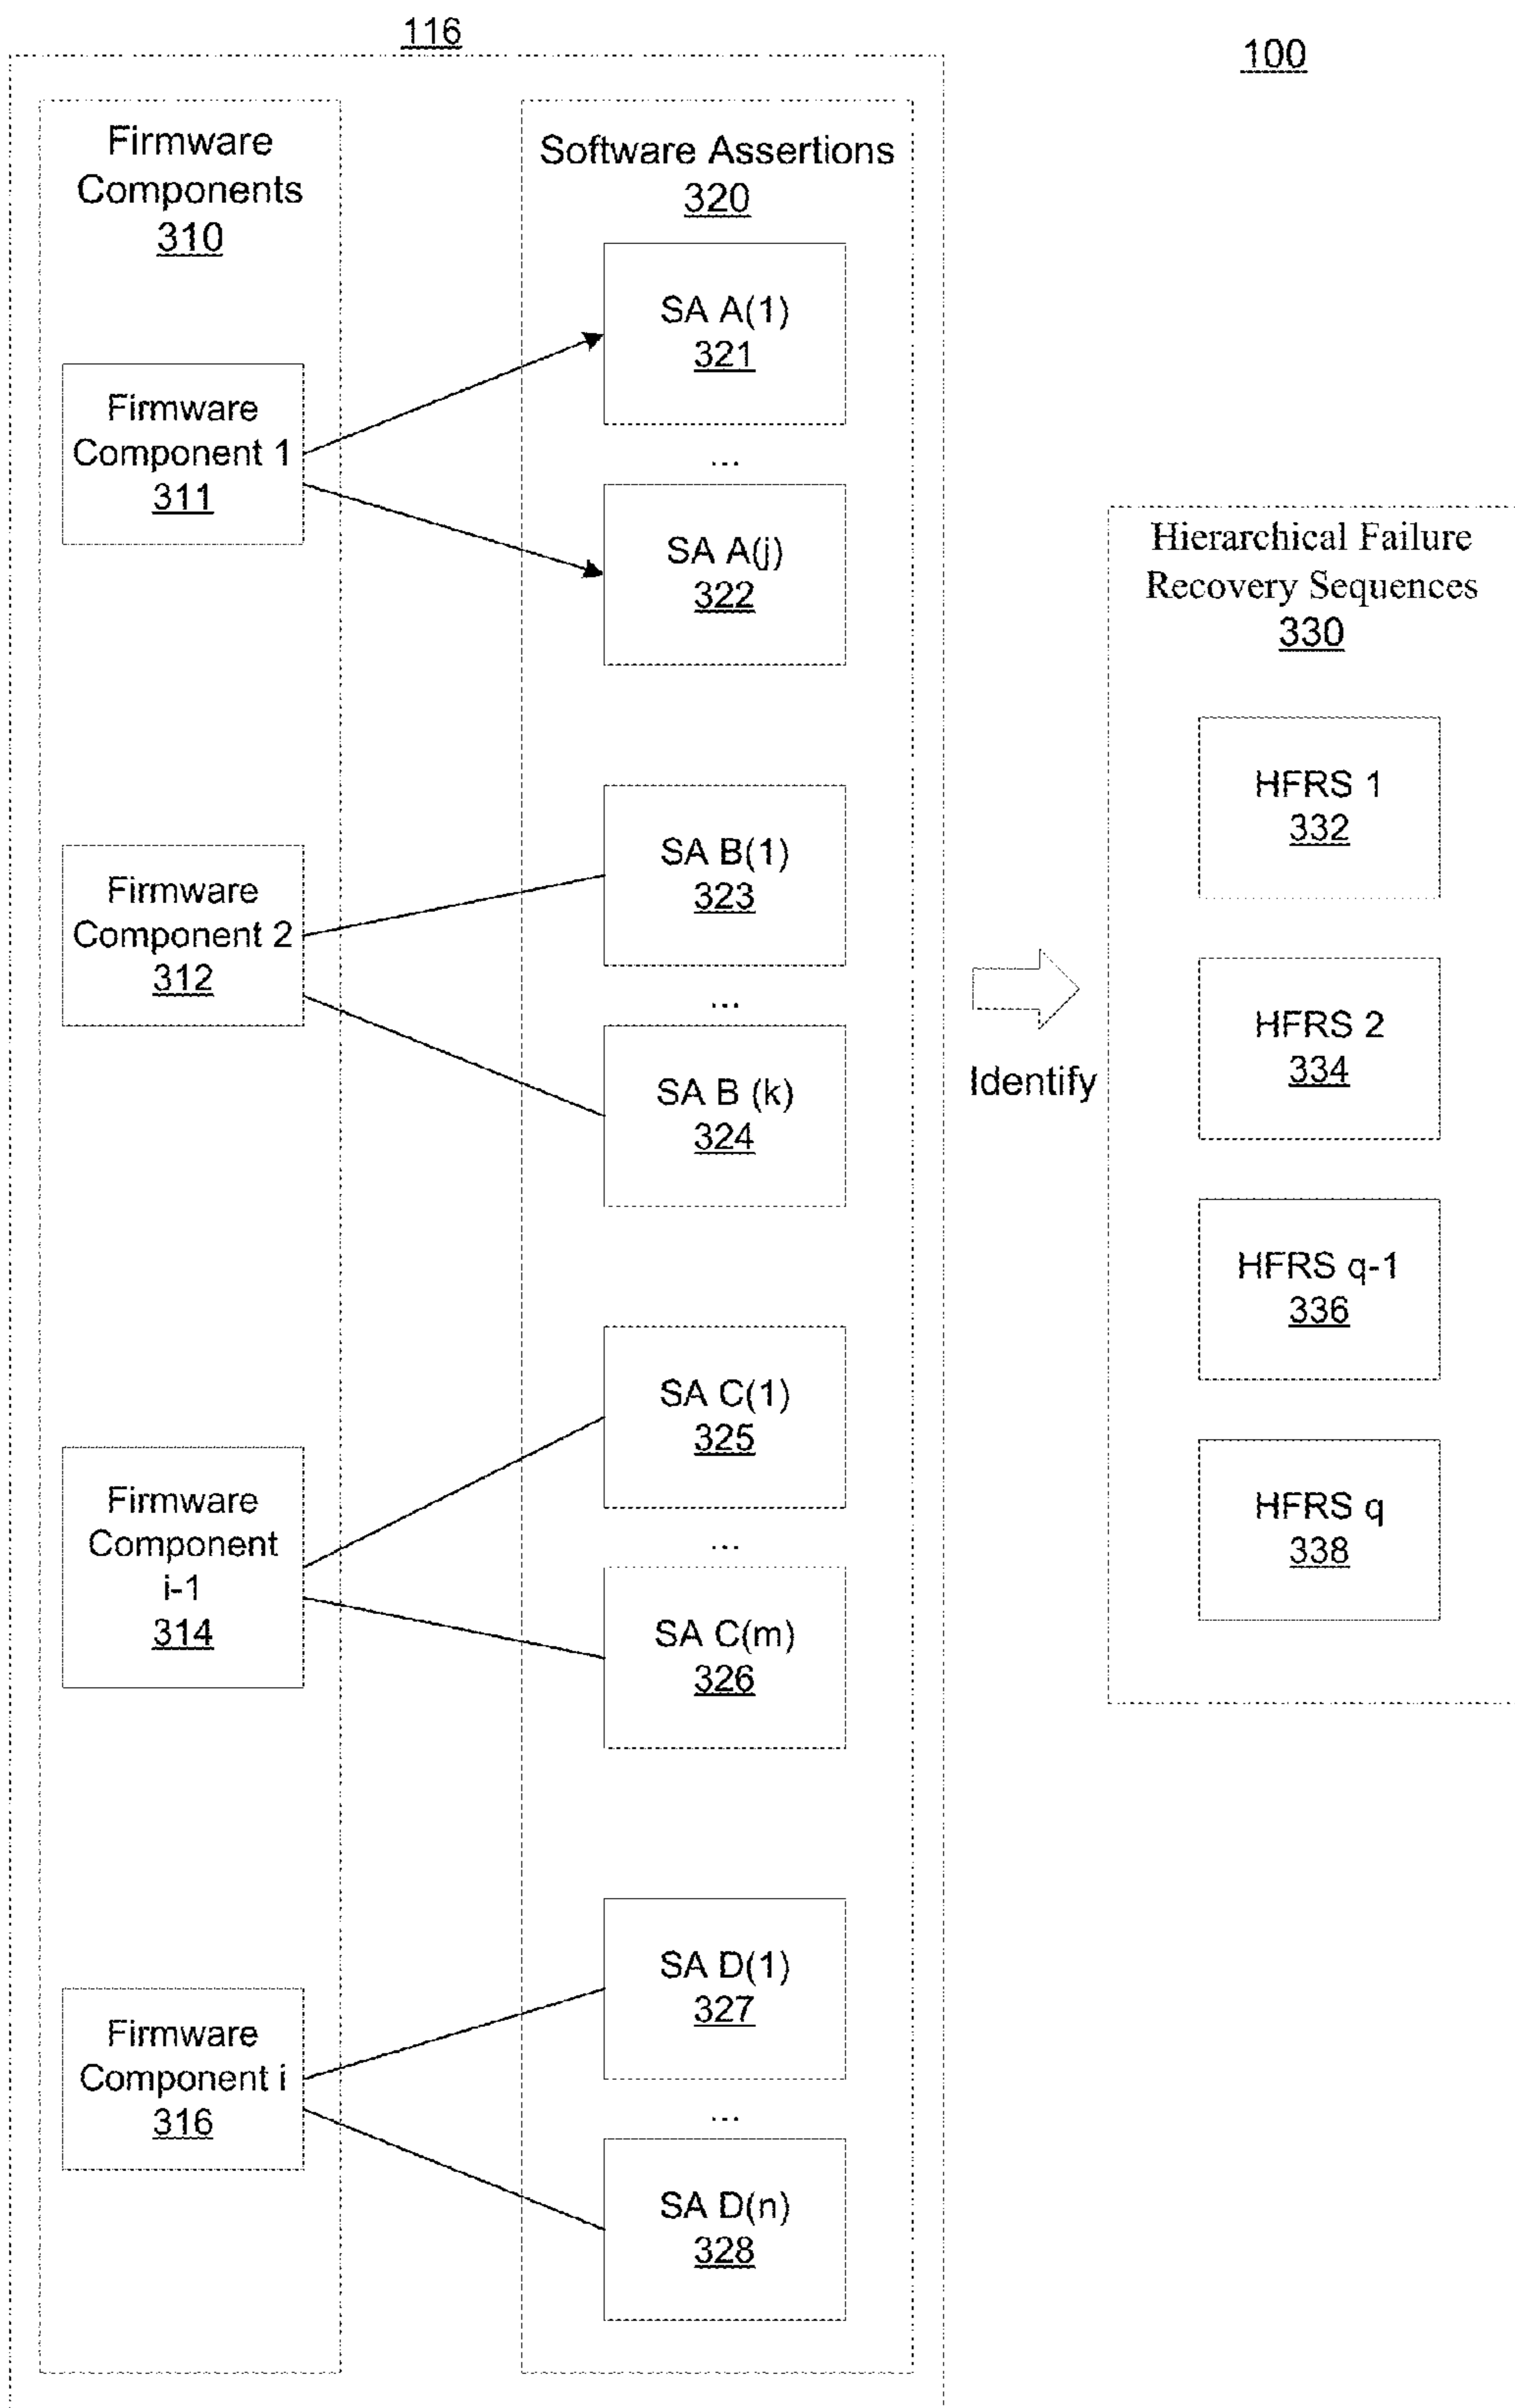 116
100
Firmware
Components
310
Software Assertions
320
SA A(1)
321
Firmware
Component 1
311
...
SA A(j)
322
Hierarchical Failure
Recovery Sequences
330
HFRS 1
332
SA B(1)
323
Firmware
Component 2
312
...
SA B (k)
324
Identify
HFRS 2
334
HFRS q-1
336
SA C(1)
325
Firmware
Component
i-1
314
...
SA C(m)
326
HFRS q
338
SA D(1)
327
Firmware
Component i
316
...
SA D(n)
328